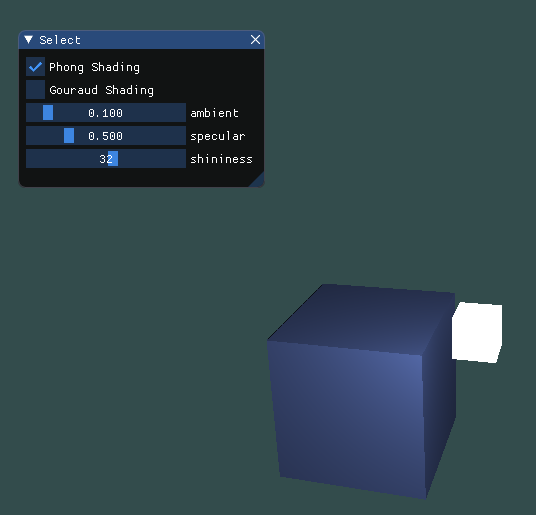 Select
Phong Shading
Gouraud Shading
0.100 ambient
0.500 specular
32 shininess